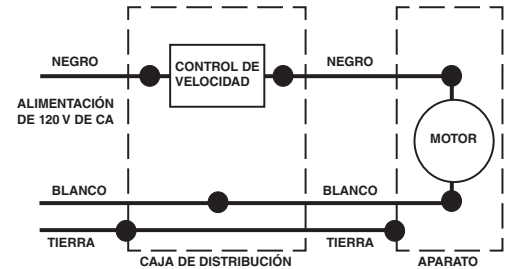 NEGRO
CONTROL DE
VELOCIDAD
NEGRO
ALIMENTACIÓN
DE 120 V DE CA
MOTOR
BLANCO
BLANCO
TIERRA
TIERRA
CAJA DE DISTRIBUCIÓN
APARATO